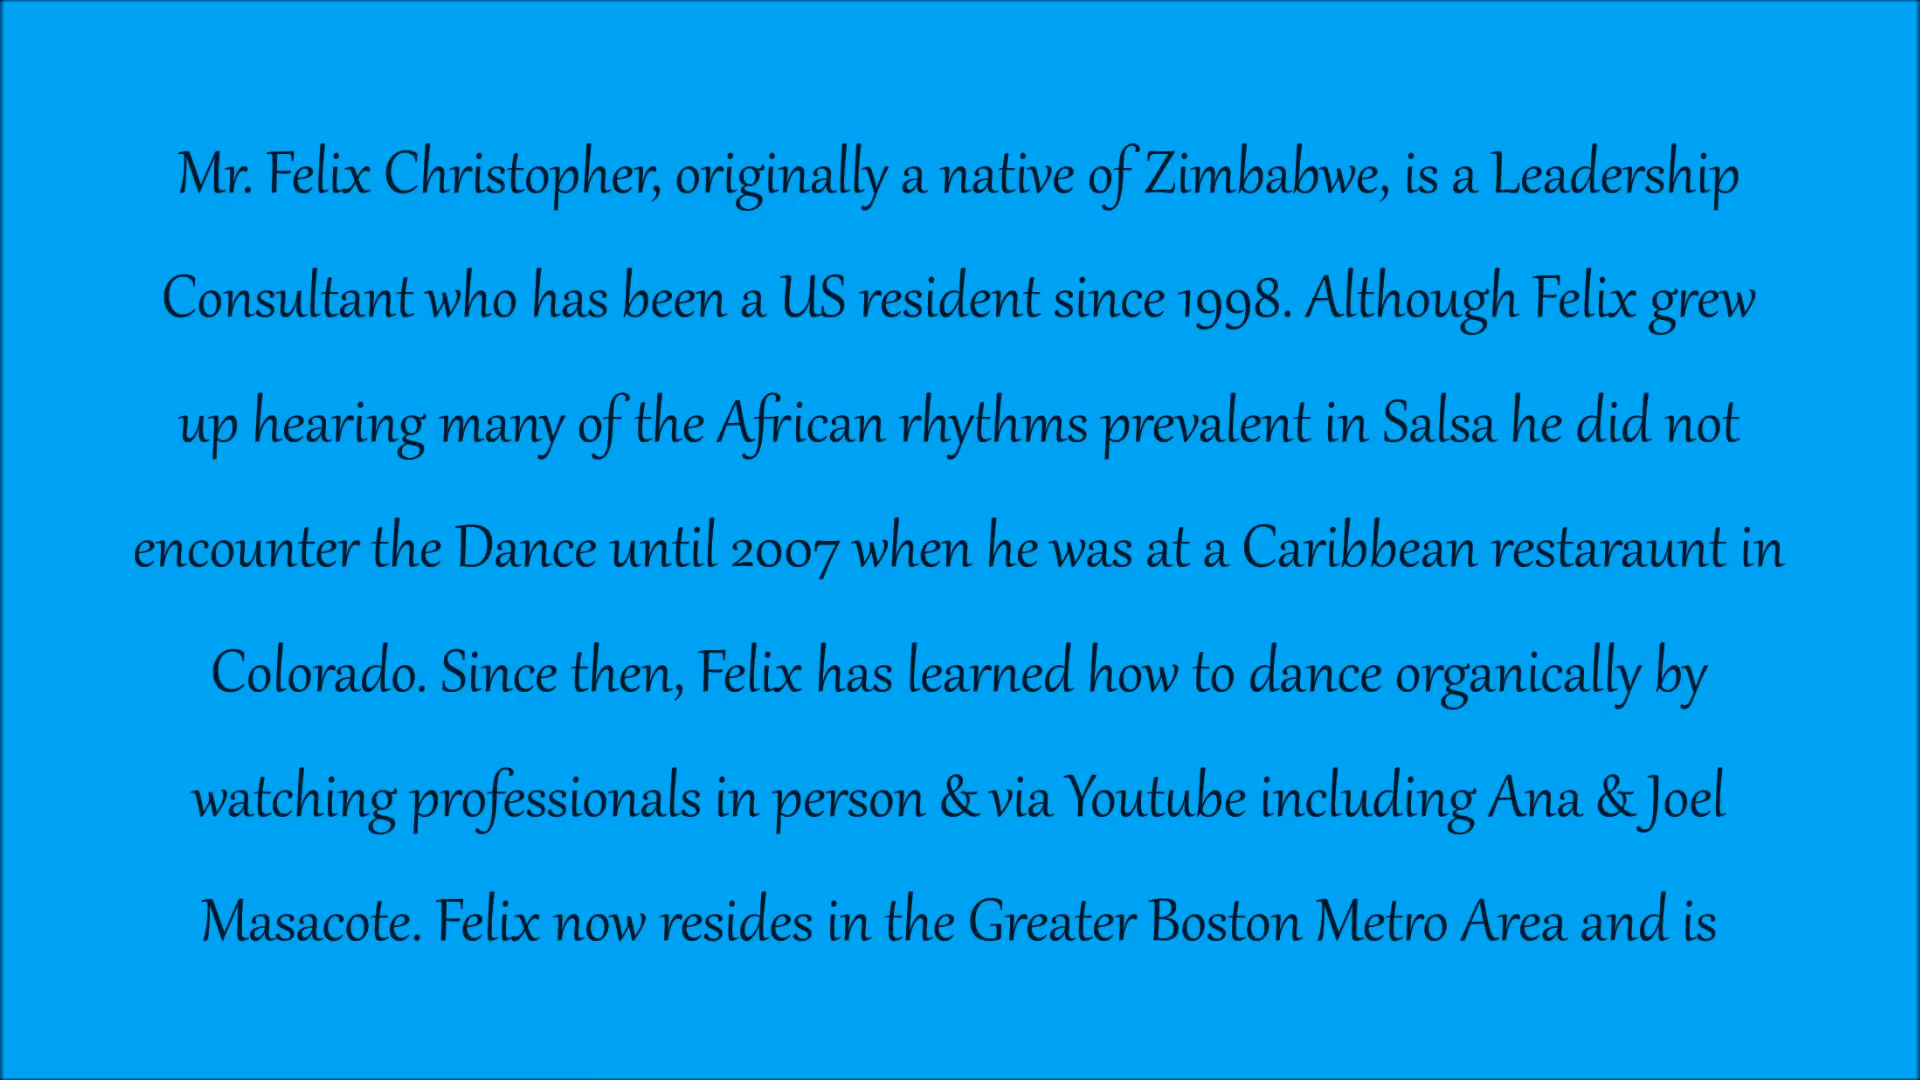 Mr. Felix Christopher, originally a native of Zimbabwe, is a Leadership
Consultant who has been a US resident since 1998. Although Felix grew
up hearing many of the African rhythms prevalent in Salsa he did not
encounter the Dance until 2007 when he was at a Caribbean restaraunt in
Colorado. Since then, Felix has learned how to dance organically by
watching professionals in person & via Youtube including Ana & Joel
Masacote. Felix now resides in the Greater Boston Metro Area and is